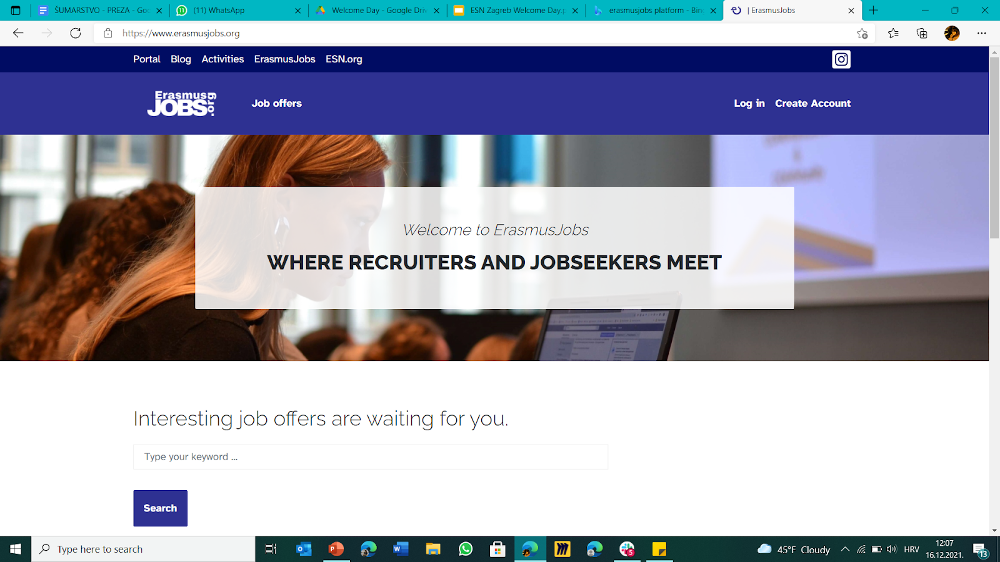 ŠUMARSTVO - PREZA - Goo
(11) WhatsApp
Welcome Day - Google Driv
ESN Zagreb Welcome Day.p
erasmusjobs platform - Bing
| ErasmusJobs
https://www.erasmusjobs.org
Portal Blog Activities ErasmusJobs ESN.org
Erasmus
JOBS.org
Job offers
Log in Create Account
Welcome to ErasmusJobs
WHERE RECRUITERS AND JOBSEEKERS MEET
Interesting job offers are waiting for you.
Type your keyword ...
Search
Type here to search
45°F Cloudy
HRV
12:07
16.12.2021.
13